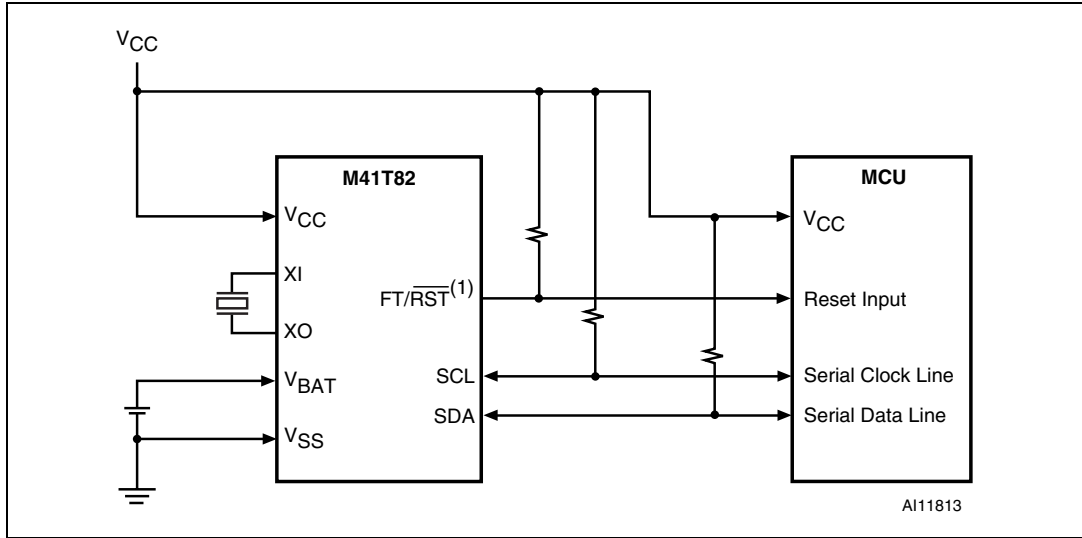 VCC
M41T82
VCC
XI
XO
VBAT
VSS
FT/RST(1)
SCL
SDA
MCU
VCC
Reset Input
Serial Clock Line
Serial Data Line
AI11813